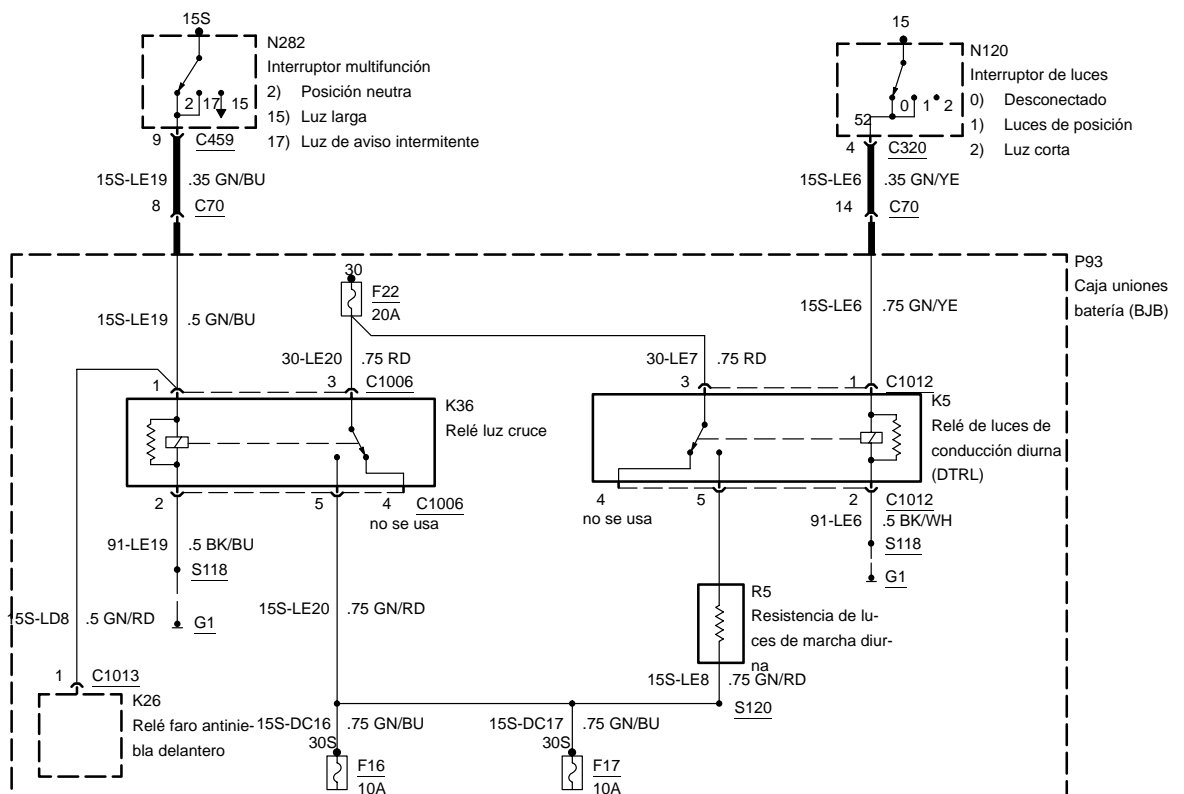 15S
N282
Interruptor multifunción
2) Posición neutra
15) Luz larga
17) Luz de aviso intermitente
2 17 15
9 C459
15S-LE19 .35 GN/BU
8 C70
15
N120
Interruptor de luces
0) Desconectado
1) Luces de posición
2) Luz corta
0 1 2
52
4 C320
15S-LE6 .35 GN/YE
14 C70
P93
Caja uniones
batería (BJB)
30
F22
20A
15S-LE19 .5 GN/BU
15S-LE6 .75 GN/YE
30-LE20 .75 RD
30-LE7 .75 RD
1 3 C1006
3 1 C1012
K36
Relé luz cruce
K5
Relé de luces de
conducción diurna
(DTRL)
2 5 4 C1006
no se usa
4 5 2 C1012
no se usa
91-LE19 .5 BK/BU
S118
G1
91-LE6 .5 BK/WH
S118
G1
15S-LD8 .5 GN/RD
15S-LE20 .75 GN/RD
R5
Resistencia de lu-
ces de marcha diur-
na
15S-LE8 .75 GN/RD
S120
1 C1013
K26
Relé faro antinie-
bla delantero
15S-DC16 .75 GN/BU
30S
F16
10A
15S-DC17 .75 GN/BU
30S
F17
10A